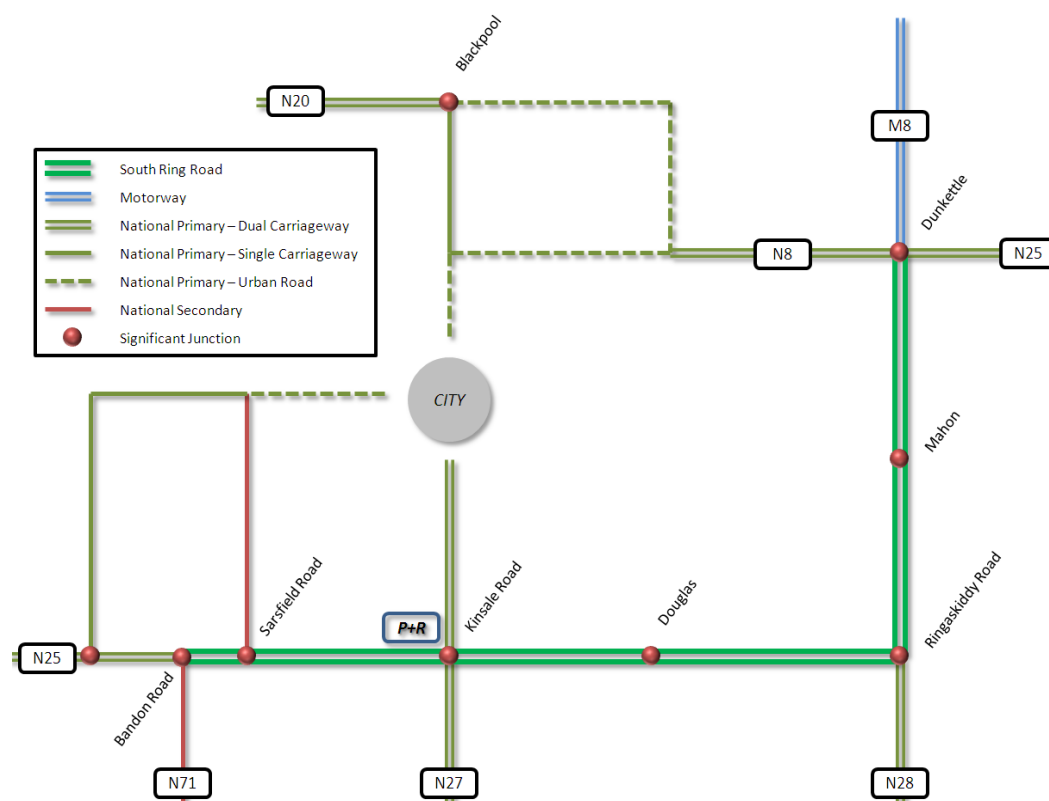 Blackpool
N20
M8
South Ring Road
Motorway
National Primary – Dual Carriageway
National Primary – Single Carriageway
National Primary – Urban Road
National Secondary
Significant Junction
Dunkettle
N8
N25
CITY
Mahon
Sarsfield Road
P+R
Kinsale Road
Douglas
Ringaskiddy Road
N25
Bandon Road
N71
N27
N28